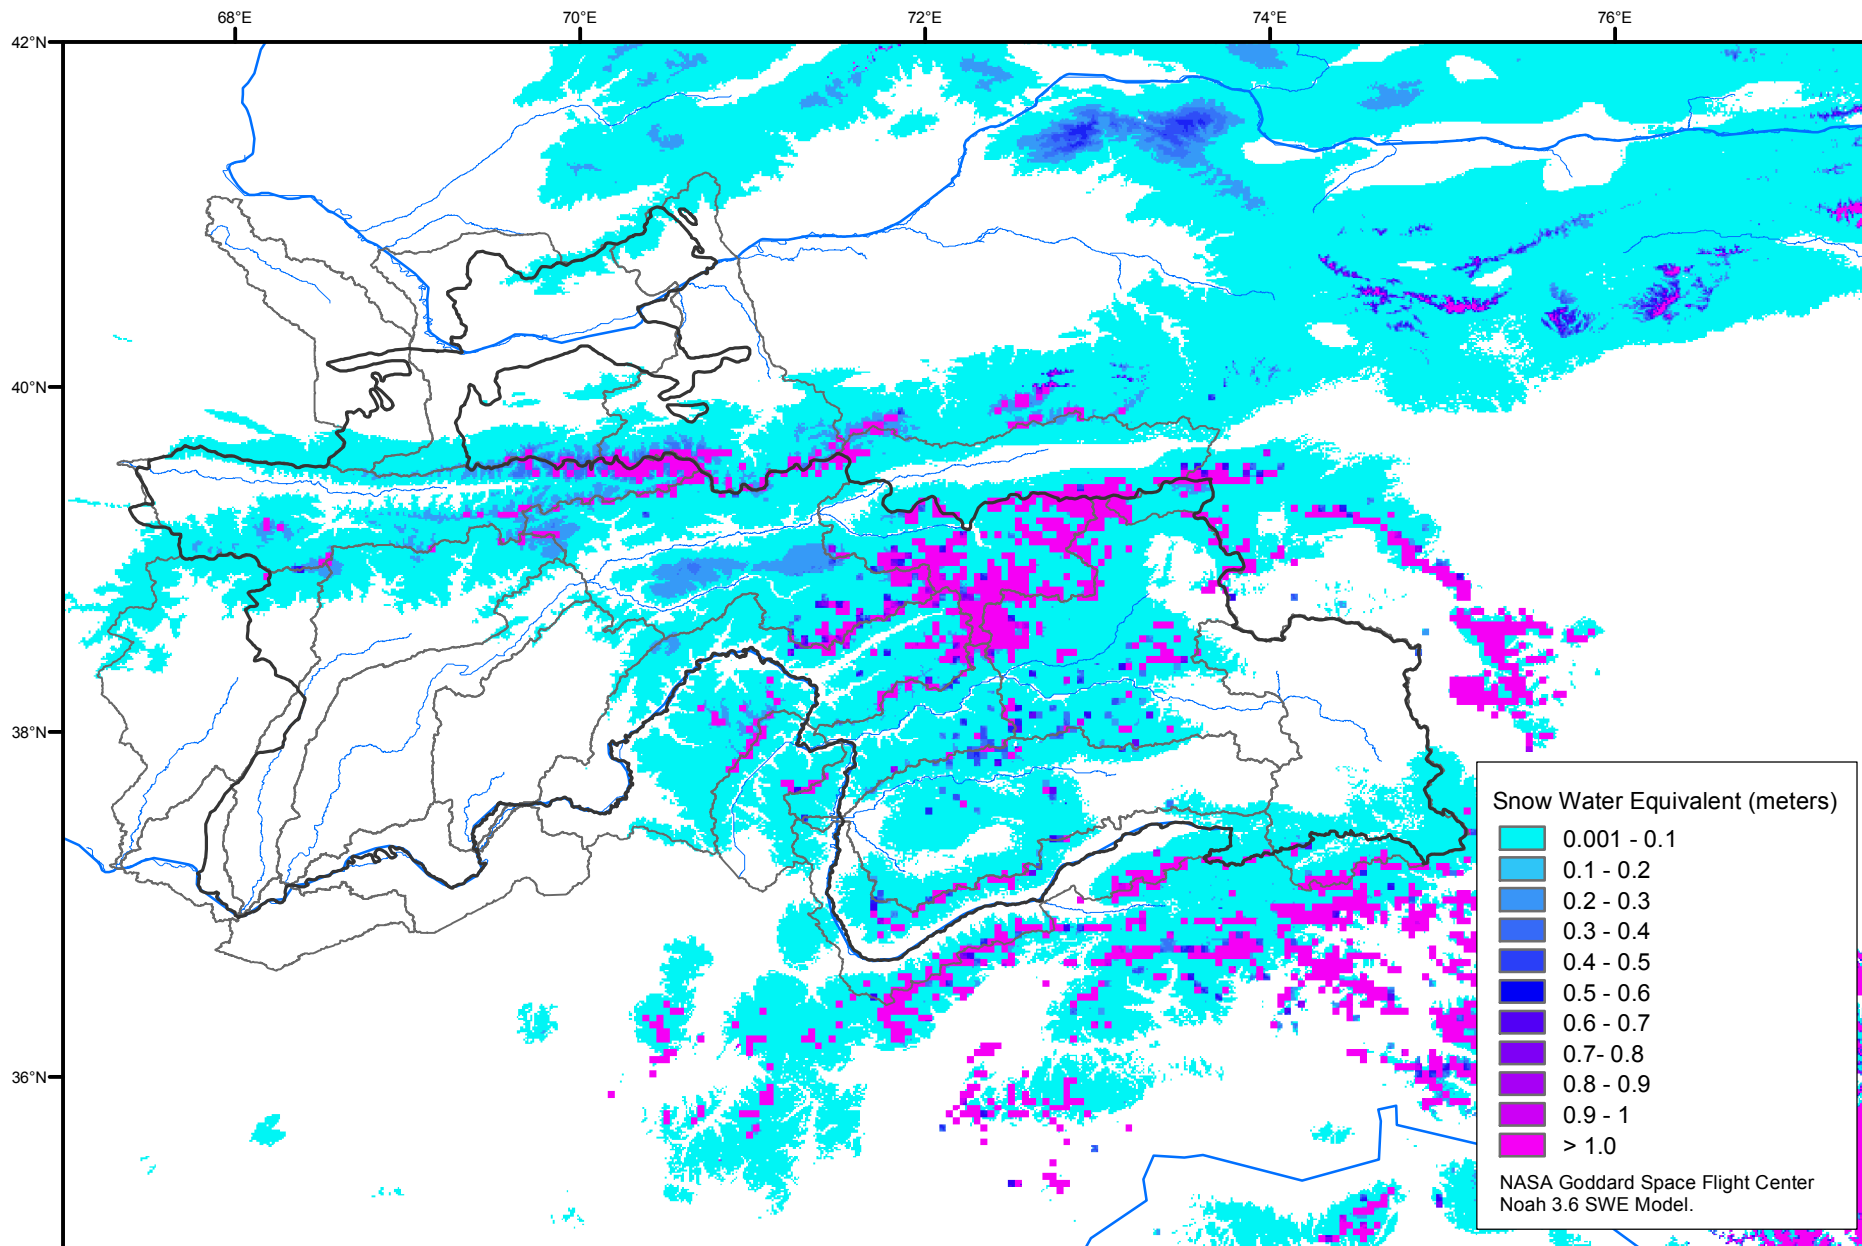 68°E
70°E
72°E
74°E
76°E
42°N
40°N
38°N
36°N
Snow Water Equivalent (meters)
0.001 - 0.1
0.1 - 0.2
0.2 - 0.3
0.3 - 0.4
0.4 - 0.5
0.5 - 0.6
0.6 - 0.7
0.7- 0.8
0.8 - 0.9
0.9 - 1
> 1.0
NASA Goddard Space Flight Center
Noah 3.6 SWE Model.